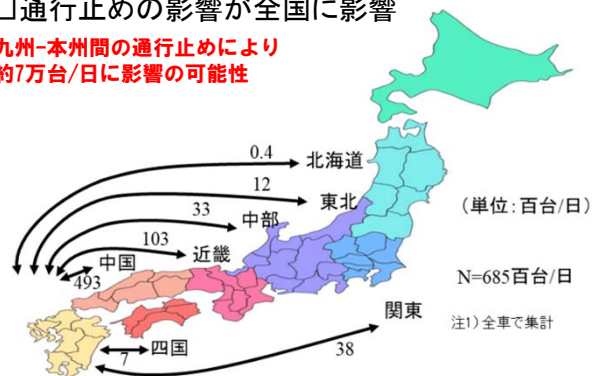 □通行止めの影響が全国に影響
九州-本州間の通行止めにより
約7万台/日に影響の可能性
0.4
北海道
12
東北
33
中部
(単位:百台/日)
103
近畿
中国
493
N=685百台/日
関東
注1)全車で集計
四国
7
38